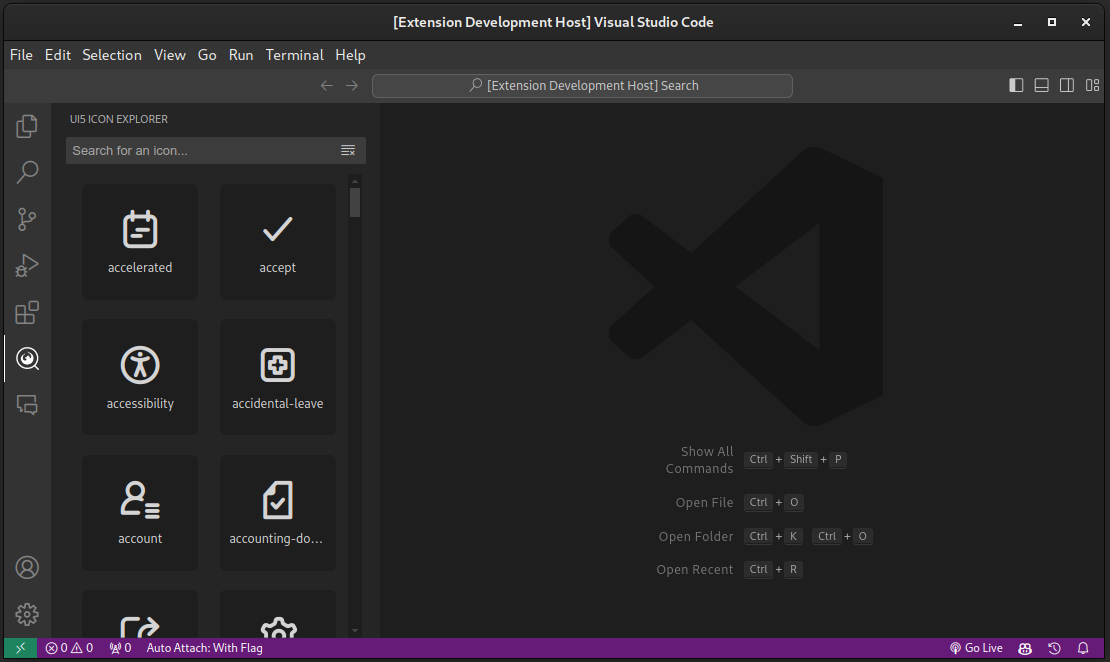 [Extension Development Host] Visual Studio Code
File Edit Selection View Go Run Terminal Help
[Extension Development Host] Search
UI5 ICON EXPLORER
Search for an icon...
accelerated
accept
accessibility
accidental-leave
account
accounting-do...
Show All Commands Ctrl + Shift + P
Open File Ctrl + O
Open Folder Ctrl + K Ctrl + O
Open Recent Ctrl + R
0 0 0 Auto Attach: With Flag Go Live